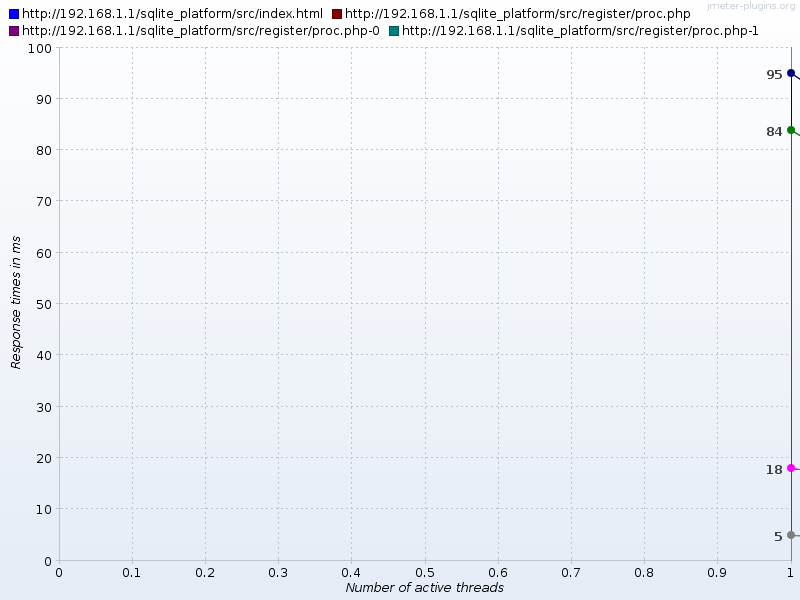 jmeter-plugins.org
http://192.168.1.1/sqlite_platform/src/index.html http://192.168.1.1/sqlite_platform/src/register/proc.php
http://192.168.1.1/sqlite_platform/src/register/proc.php-0 http://192.168.1.1/sqlite_platform/src/register/proc.php-1
100
95
90
84
80
70
60
Response times in ms
50
40
30
20
18
10
5
0
0 0.1 0.2 0.3 0.4 0.5 0.6 0.7 0.8 0.9 1
Number of active threads